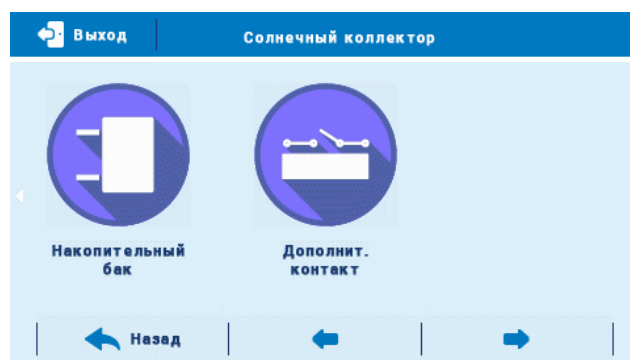 Выход
Солнечный коллектор
Накопительный
бак
Дополнит.
контакт
Назад